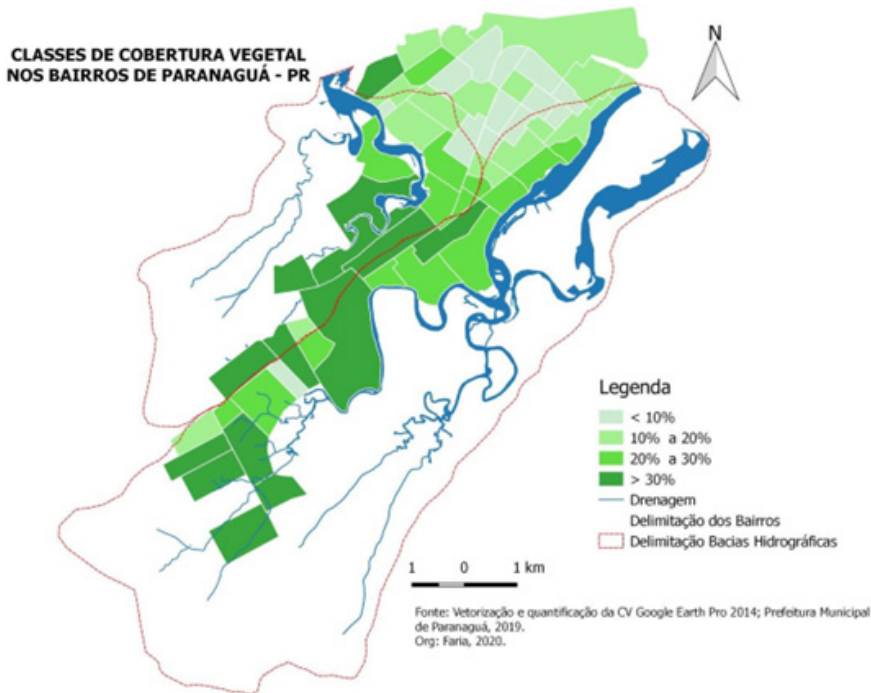 CLASSES DE COBERTURA VEGETAL
NOS BAIRROS DE PARANAGUÁ - PR
N
Legenda
< 10%
10% a 20%
20% a 30%
> 30%
Drenagem
Delimitação dos Bairros
Delimitação Bacias Hidrográficas
1 0 1 km
Fonte: Vetorização e quantificação da CV Google Earth Pro 2014; Prefeitura Municipal
de Paranaguá, 2019.
Org: Faria, 2020.